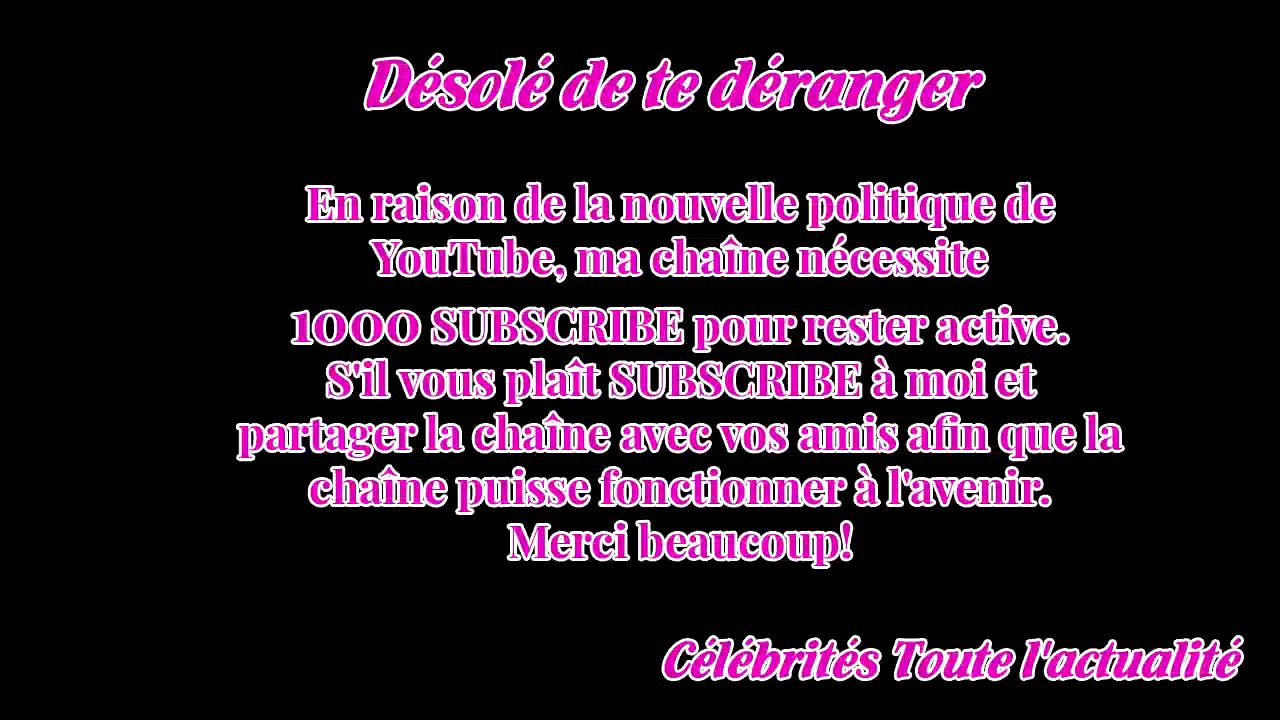 Désolé de te déranger
En raison de la nouvelle politique de
YouTube, ma chaîne nécessite
1000 SUBSCRIBE pour rester active.
S'il vous plaît SUBSCRIBE à moi et
partager la chaîne avec vos amis afin que la
chaîne puisse fonctionner à l'avenir.
Merci beaucoup!
Célébrités Toute l'actualité